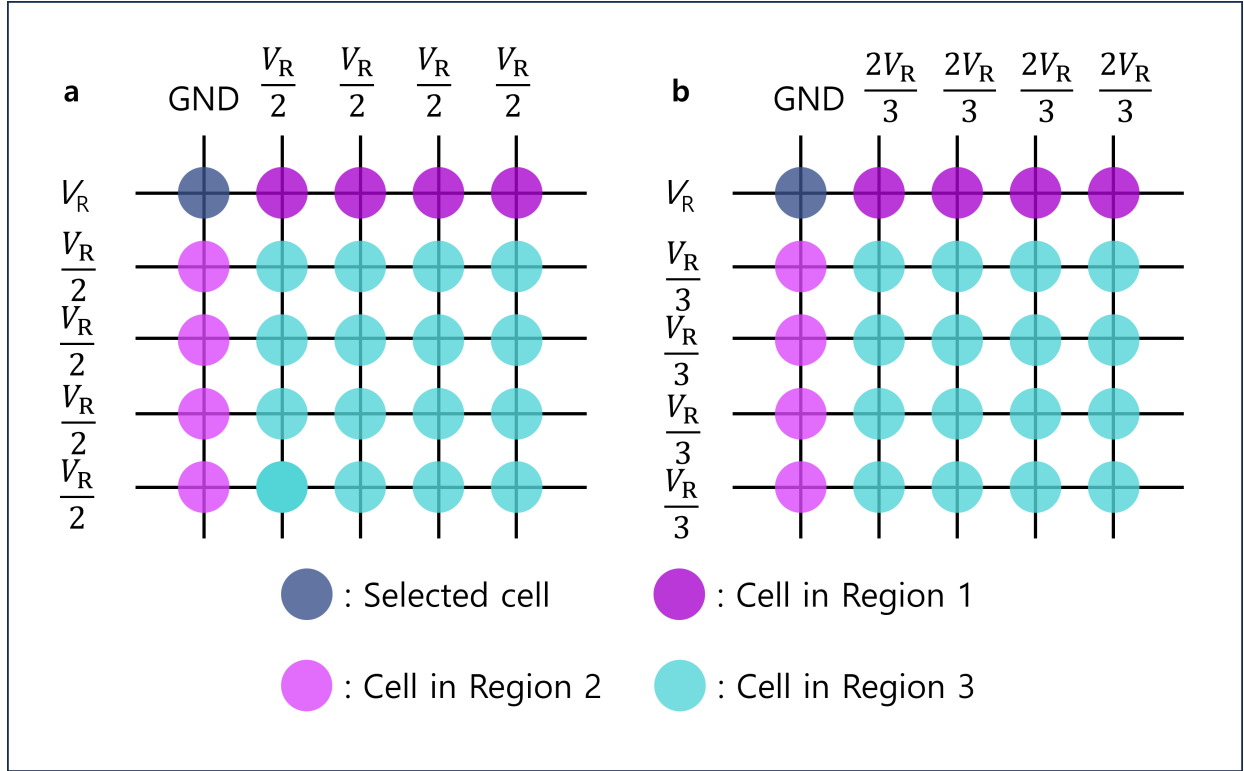 a
GND V_R/2 V_R/2 V_R/2 V_R/2
V_R
V_R/2
V_R/2
V_R/2
V_R/2
b
GND 2V_R/3 2V_R/3 2V_R/3 2V_R/3
V_R
V_R/3
V_R/3
V_R/3
V_R/3
: Selected cell
: Cell in Region 1
: Cell in Region 2
: Cell in Region 3